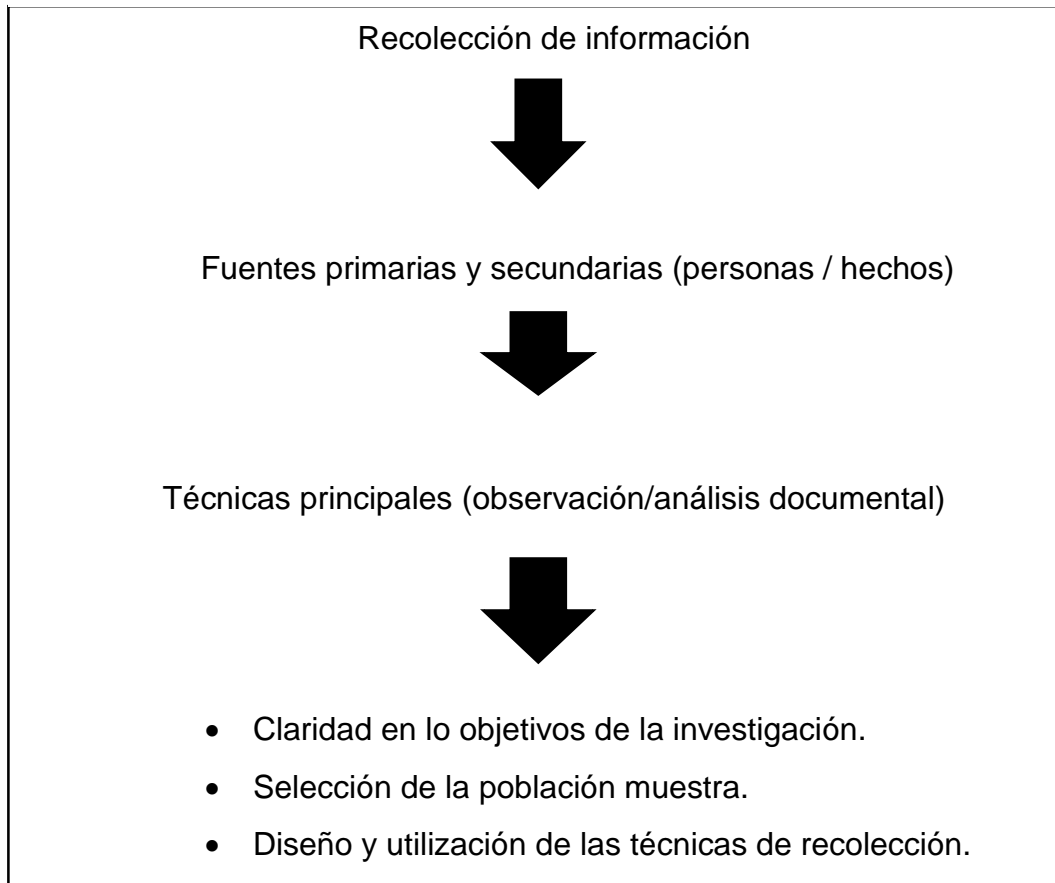 Recolección de información
Fuentes primarias y secundarias (personas / hechos)
Técnicas principales (observación/análisis documental)
• Claridad en lo objetivos de la investigación.
• Selección de la población muestra.
• Diseño y utilización de las técnicas de recolección.